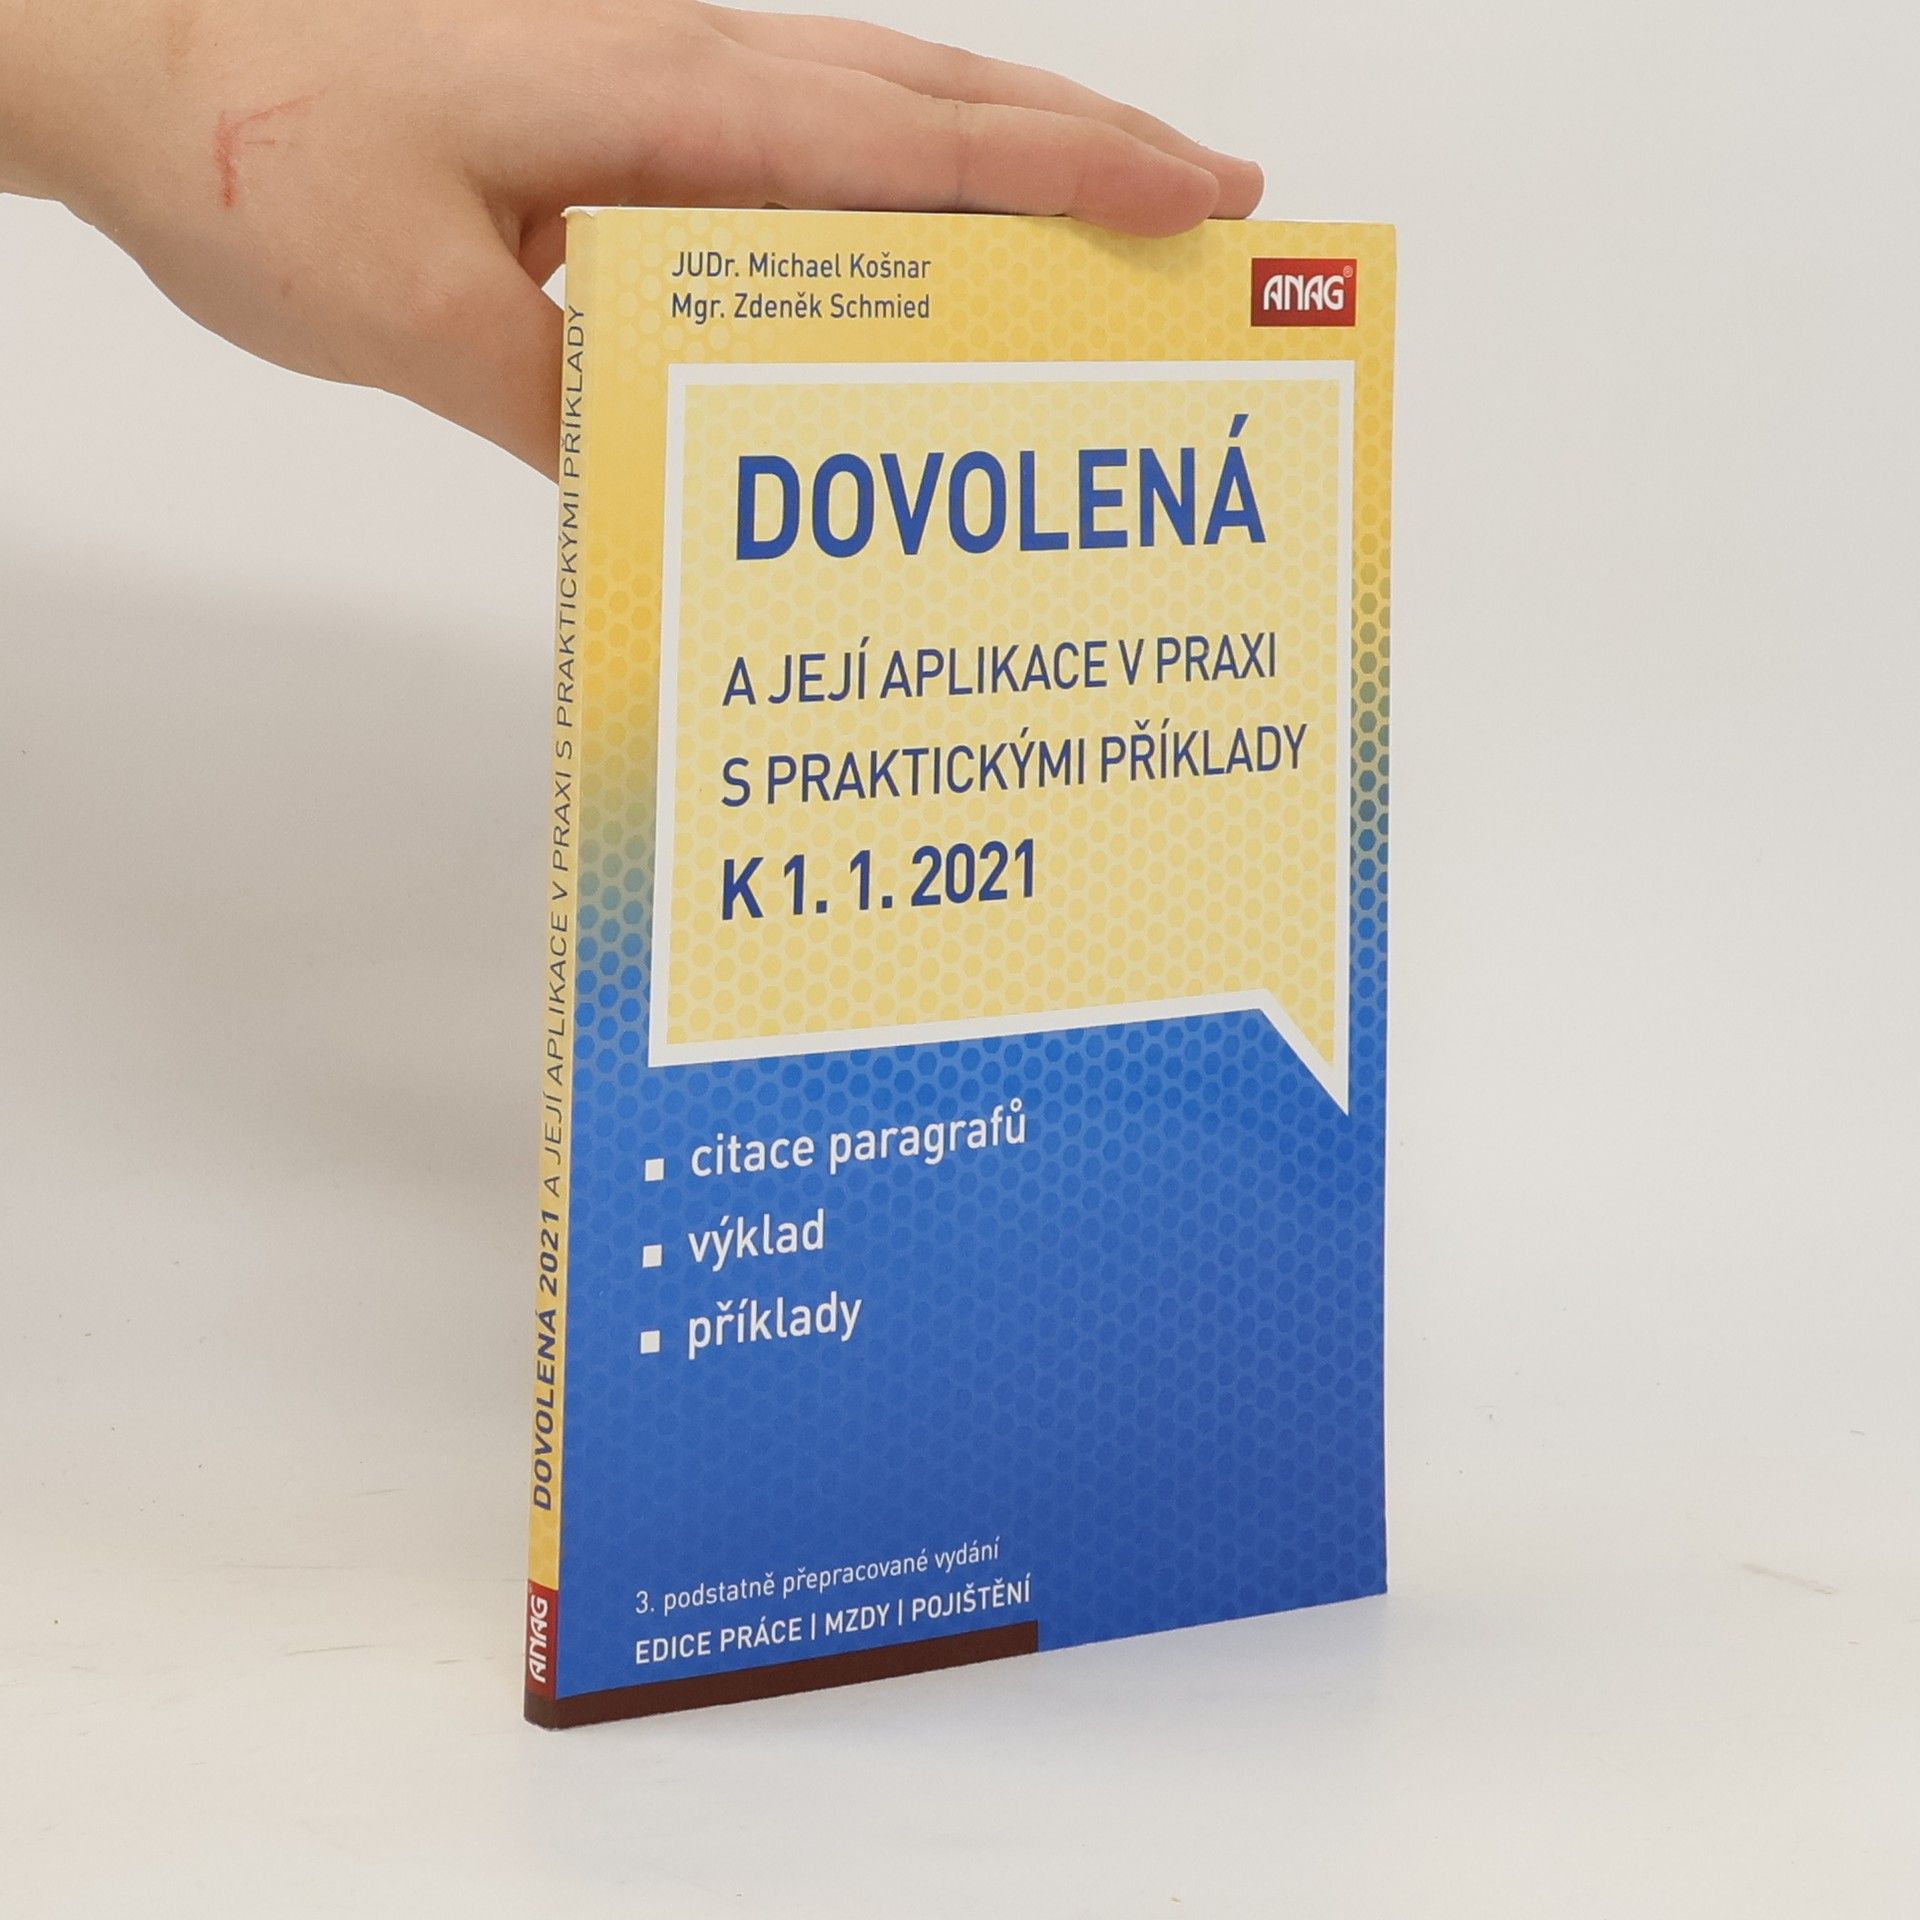 JUDr. Michael Košnar
Mgr. Zdeněk Schmied
ANAG®
DOVOLENÁ
A JEJÍ APLIKACE V PRAXI
S PRAKTICKÝMI PŘÍKLADY
K 1. 1. 2021
▪ citace paragrafů
▪ výklad
▪ příklady
3. podstatně přepracované vydání
EDICE PRÁCE | MZDY | POJIŠTĚNÍ
ANAG® DOVOLENÁ 2021 A JEJÍ APLIKACE V PRAXI S PRAKTICKÝMI PŘÍKLADY